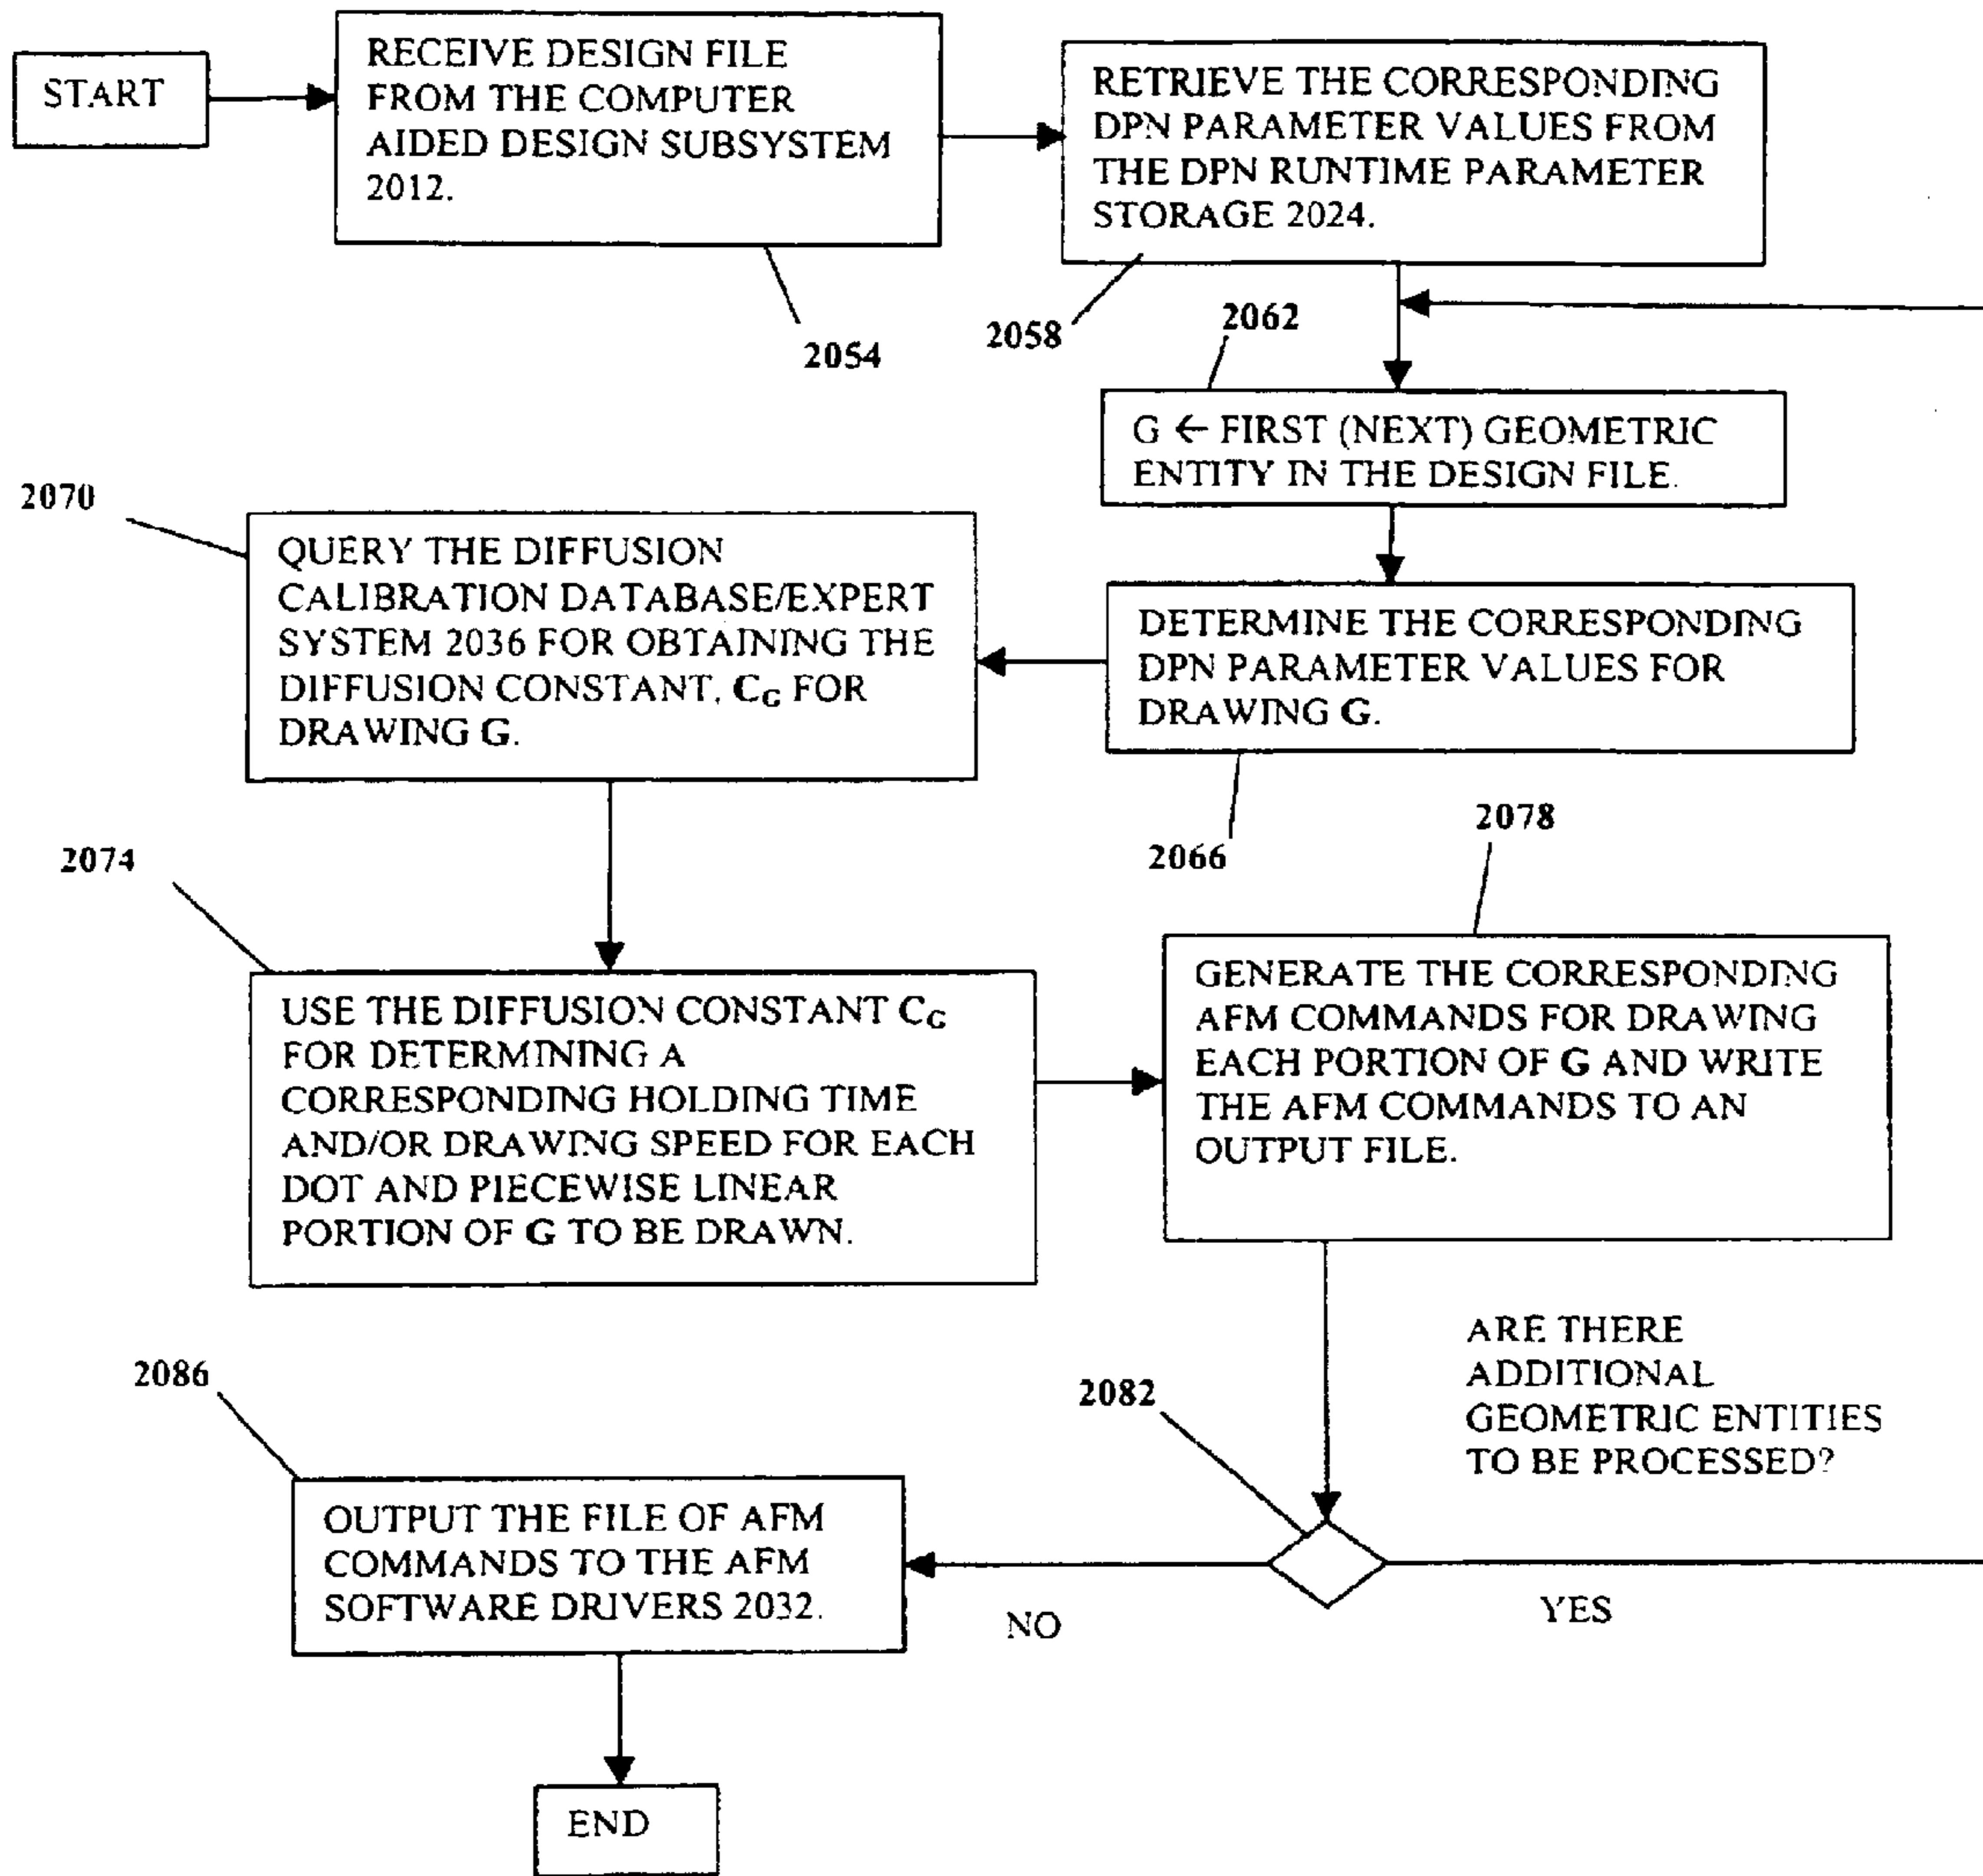 START
RECEIVE DESIGN FILE
FROM THE COMPUTER
AIDED DESIGN SUBSYSTEM
2012.
2054
RETRIEVE THE CORRESPONDING
DPN PARAMETER VALUES FROM
THE DPN RUNTIME PARAMETER
STORAGE 2024.
2058
2062
G ← FIRST (NEXT) GEOMETRIC
ENTITY IN THE DESIGN FILE.
DETERMINE THE CORRESPONDING
DPN PARAMETER VALUES FOR
DRAWING G.
2066
2070
QUERY THE DIFFUSION
CALIBRATION DATABASE/EXPERT
SYSTEM 2036 FOR OBTAINING THE
DIFFUSION CONSTANT, C_G FOR
DRAWING G.
2074
USE THE DIFFUSION CONSTANT C_G
FOR DETERMINING A
CORRESPONDING HOLDING TIME
AND/OR DRAWING SPEED FOR EACH
DOT AND PIECEWISE LINEAR
PORTION OF G TO BE DRAWN.
2078
GENERATE THE CORRESPONDING
AFM COMMANDS FOR DRAWING
EACH PORTION OF G AND WRITE
THE AFM COMMANDS TO AN
OUTPUT FILE.
ARE THERE
ADDITIONAL
GEOMETRIC ENTITIES
TO BE PROCESSED?
2082
YES
NO
2086
OUTPUT THE FILE OF AFM
COMMANDS TO THE AFM
SOFTWARE DRIVERS 2032.
END